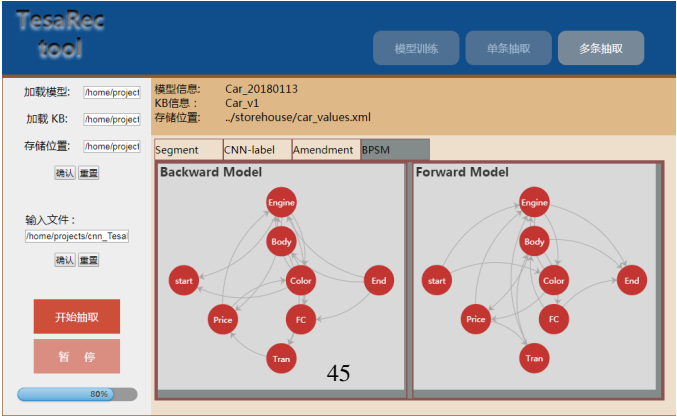 TesaRec
tool
模型训练
单条抽取
多条抽取
加载模型:
/home/project
加载 KB:
/home/project
存储位置:
/home/project
确认
重置
输入文件:
/home/projects/cnn_Tesal
确认
重置
开始抽取
暂 停
80%
模型信息: Car_20180113
KB信息: Car_v1
存储位置: ../storehouse/car_values.xml
Segment
CNN-label
Amendment
BPSM
Backward Model
Engine
Body
start
Color
End
Price
FC
Tran
45
Forward Model
Engine
Body
start
Color
End
Price
FC
Tran